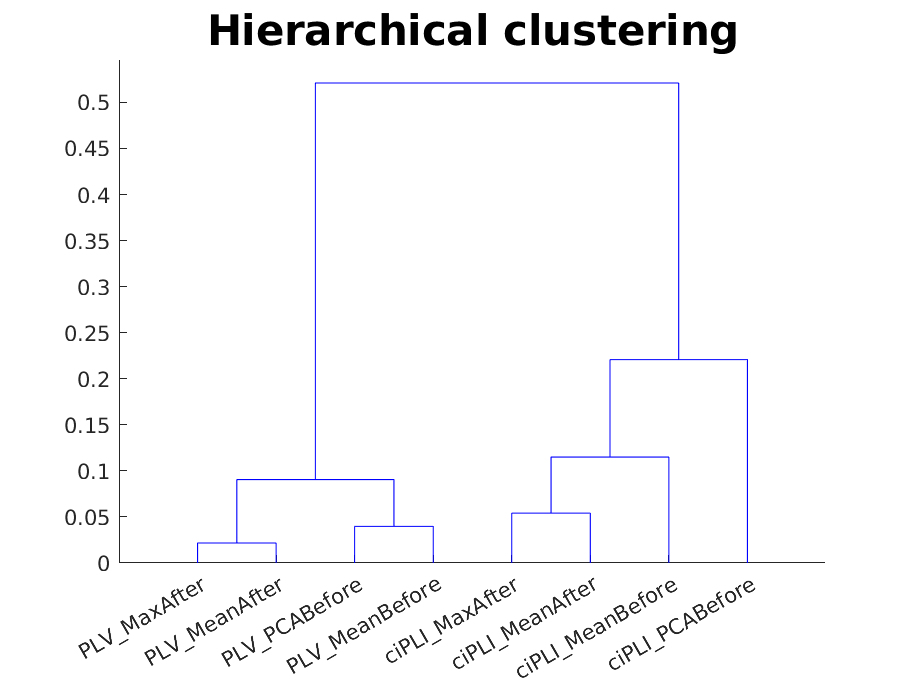 Hierarchical clustering
0.5
0.45
0.4
0.35
0.3
0.25
0.2
0.15
0.1
0.05
0
PLV_MaxAfter
PLV_MeanAfter
PLV_PCABefore
PLV_MeanBefore
ciPLI_MaxAfter
ciPLI_MeanAfter
ciPLI_MeanBefore
ciPLI_PCABefore